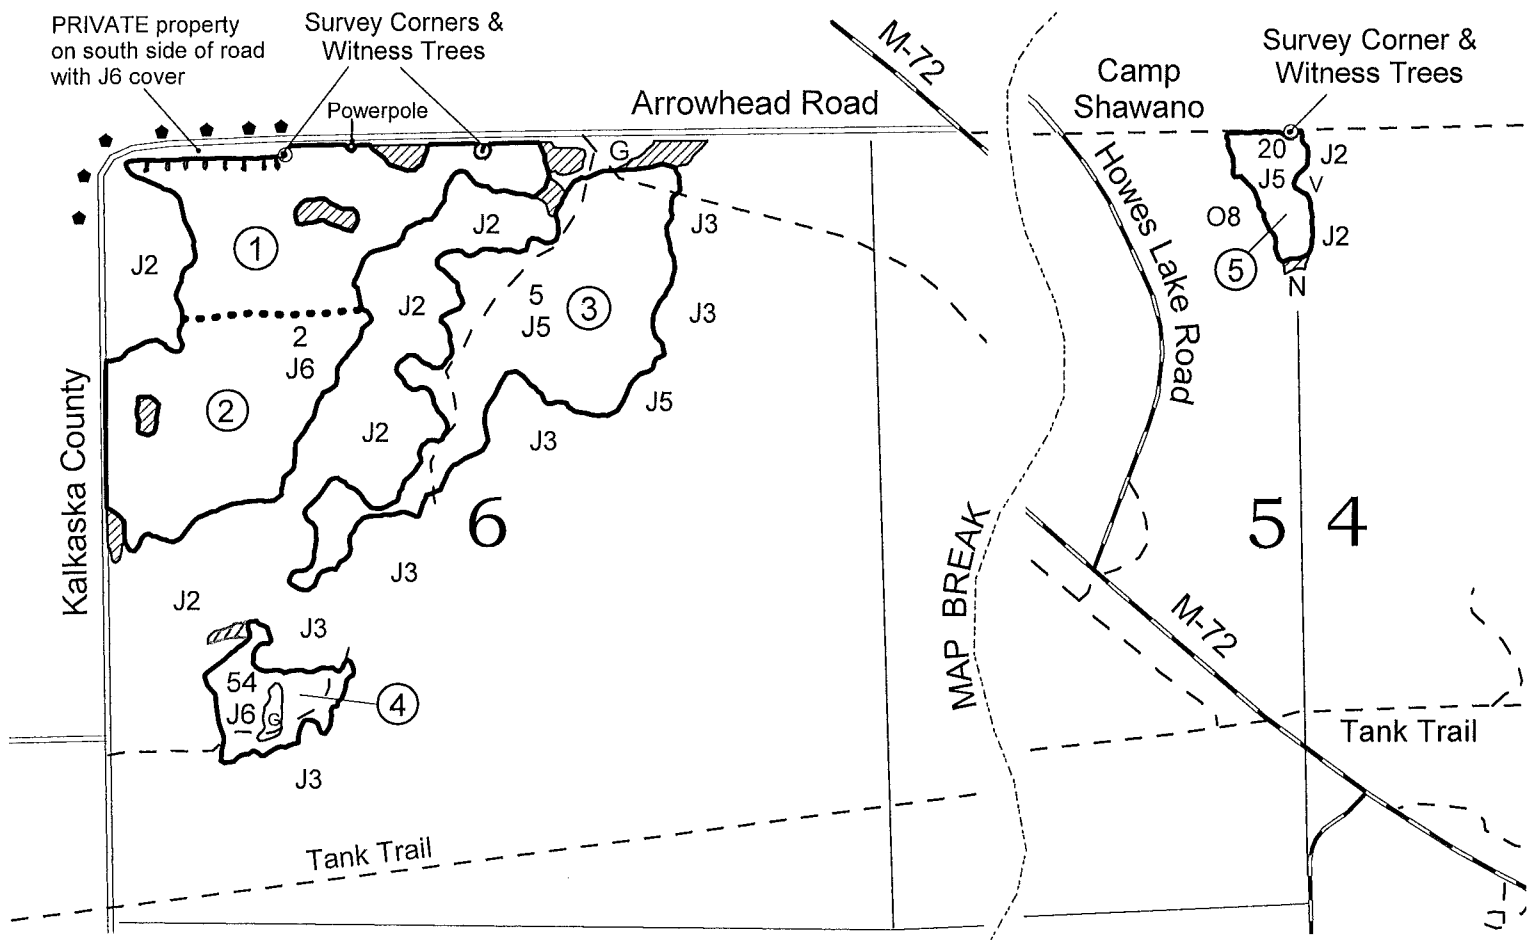 PRIVATE property
on south side of road
with J6 cover
Survey Corners &
Witness Trees
Powerpole
Arrowhead Road
M-72
Camp
Shawano
Survey Corner &
Witness Trees
G
20
J5
J2
V
O8
J2
5
N
Howes Lake Road
1
J2
J2
J3
J2
5
J5
3
J3
2
J6
2
J2
J5
J3
Kalkaska County
6
J3
MAP BREAK
5
4
J2
J3
54
J6
G
4
J3
M-72
Tank Trail
Tank Trail